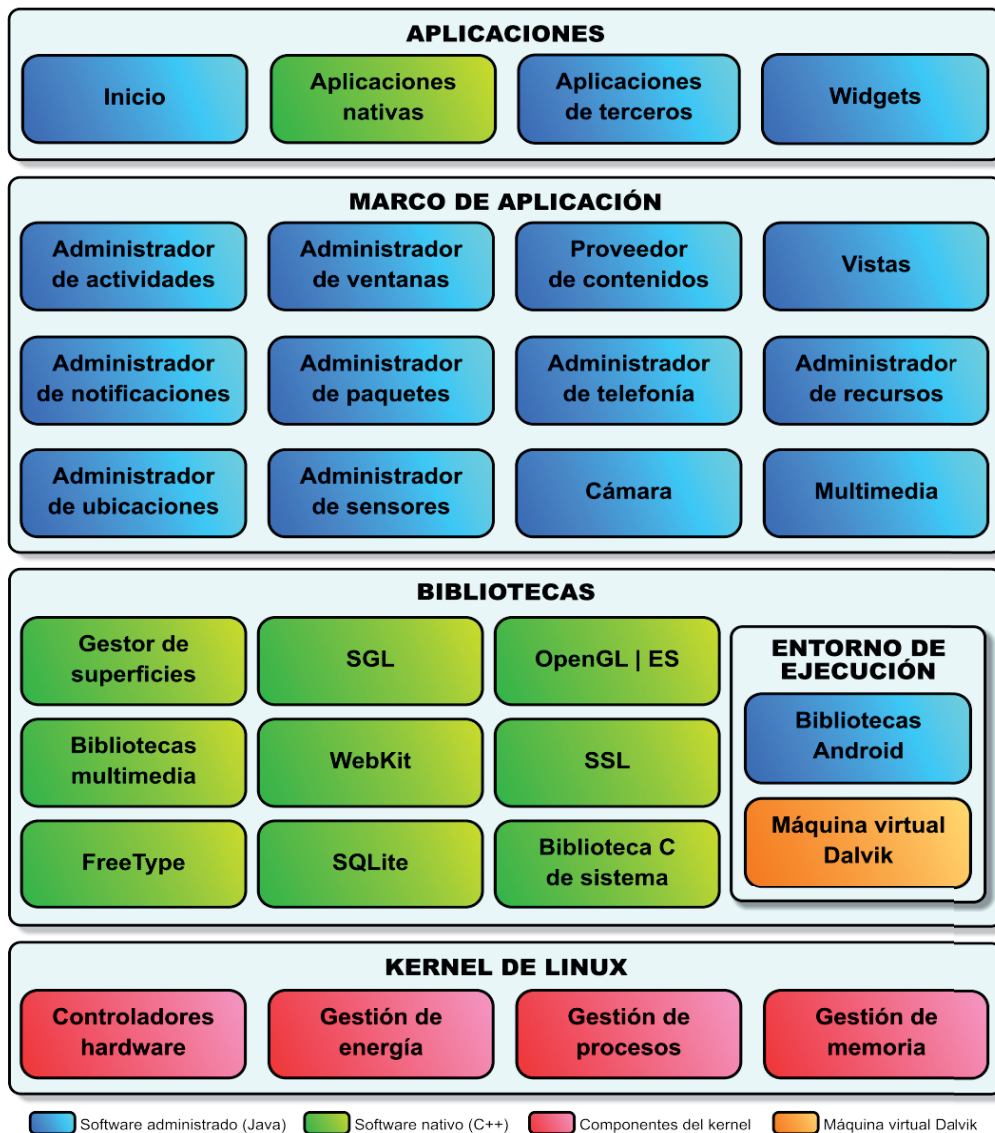 APLICACIONES
Inicio
Aplicaciones
nativas
Aplicaciones
de terceros
Widgets
MARCO DE APLICACIÓN
Administrador
de actividades
Administrador
de ventanas
Proveedor
de contenidos
Vistas
Administrador
de notificaciones
Administrador
de paquetes
Administrador
de telefonía
Administrador
de recursos
Administrador
de ubicaciones
Administrador
de sensores
Cámara
Multimedia
BIBLIOTECAS
Gestor de
superficies
SGL
OpenGL | ES
Bibliotecas
multimedia
WebKit
SSL
FreeType
SQLite
Biblioteca C
de sistema
ENTORNO DE
EJECUCIÓN
Bibliotecas
Android
Máquina virtual
Dalvik
KERNEL DE LINUX
Controladores
hardware
Gestión de
energía
Gestión de
procesos
Gestión de
memoria
Software administrado (Java)
Software nativo (C++)
Componentes del kernel
Máquina virtual Dalvik